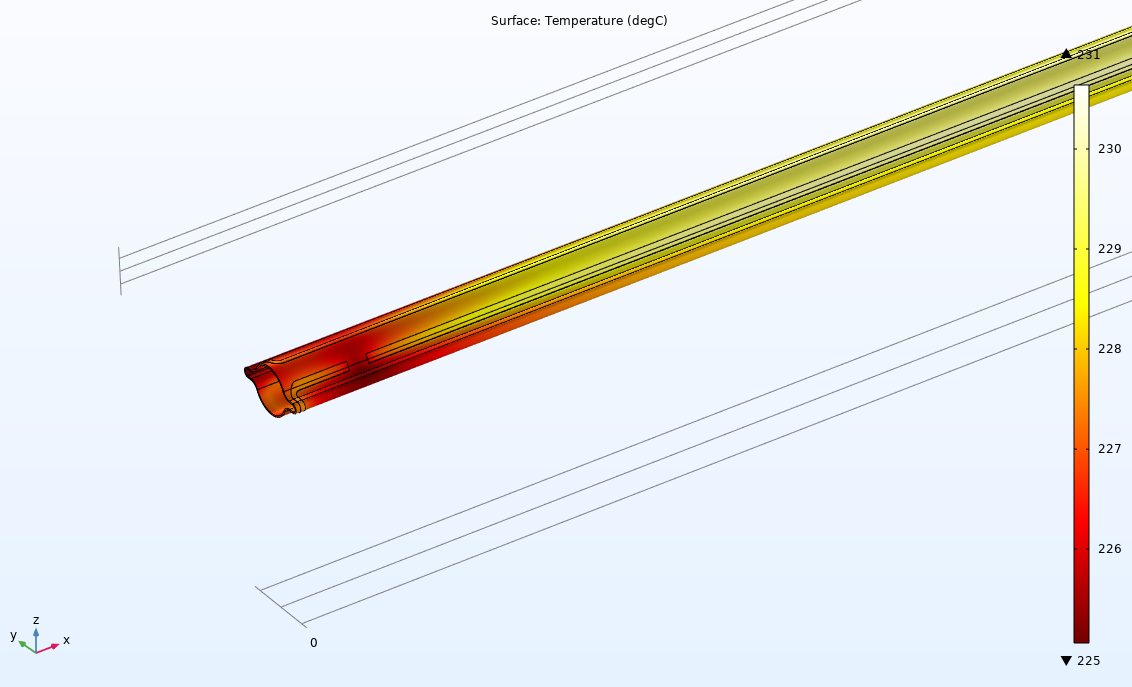 Surface: Temperature (degC)
▲ 231
230
229
228
227
226
▼ 225
0
z
y
x